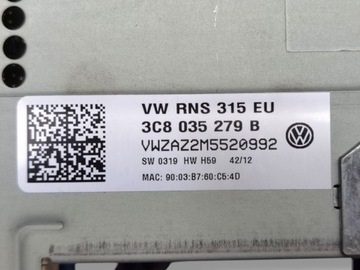 VW RNS 315 EU
3C8 035 279 B
VWZAZ2M5520992
SW 0319 HW H59 42/12
MAC: 90:03:B7:60:C5:4D